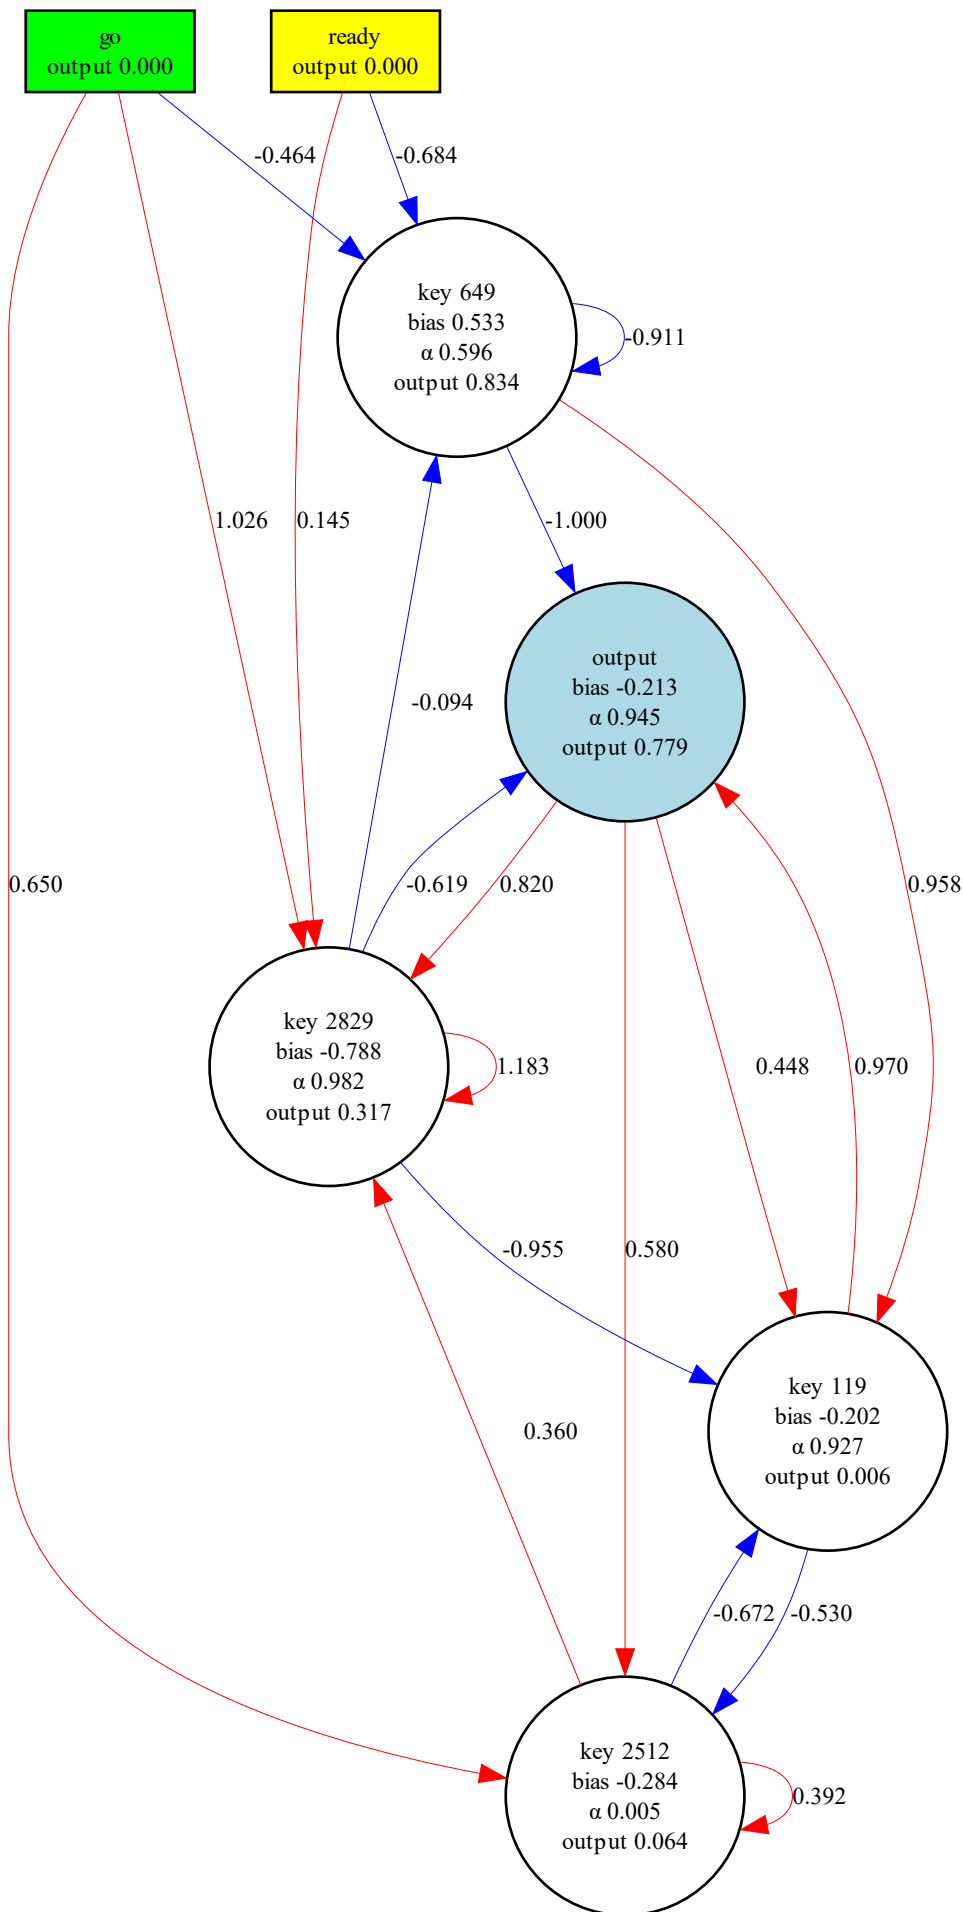 go
output 0.000
ready
output 0.000
-0.464
-0.684
key 649
bias 0.533
α 0.596
output 0.834
-0.911
1.026
0.145
-1.000
output
bias -0.213
α 0.945
output 0.779
-0.094
0.650
-0.619
0.820
0.958
key 2829
bias -0.788
α 0.982
output 0.317
1.183
0.448
0.970
-0.955
0.580
key 119
bias -0.202
α 0.927
output 0.006
0.360
-0.672
-0.530
key 2512
bias -0.284
α 0.005
output 0.064
0.392